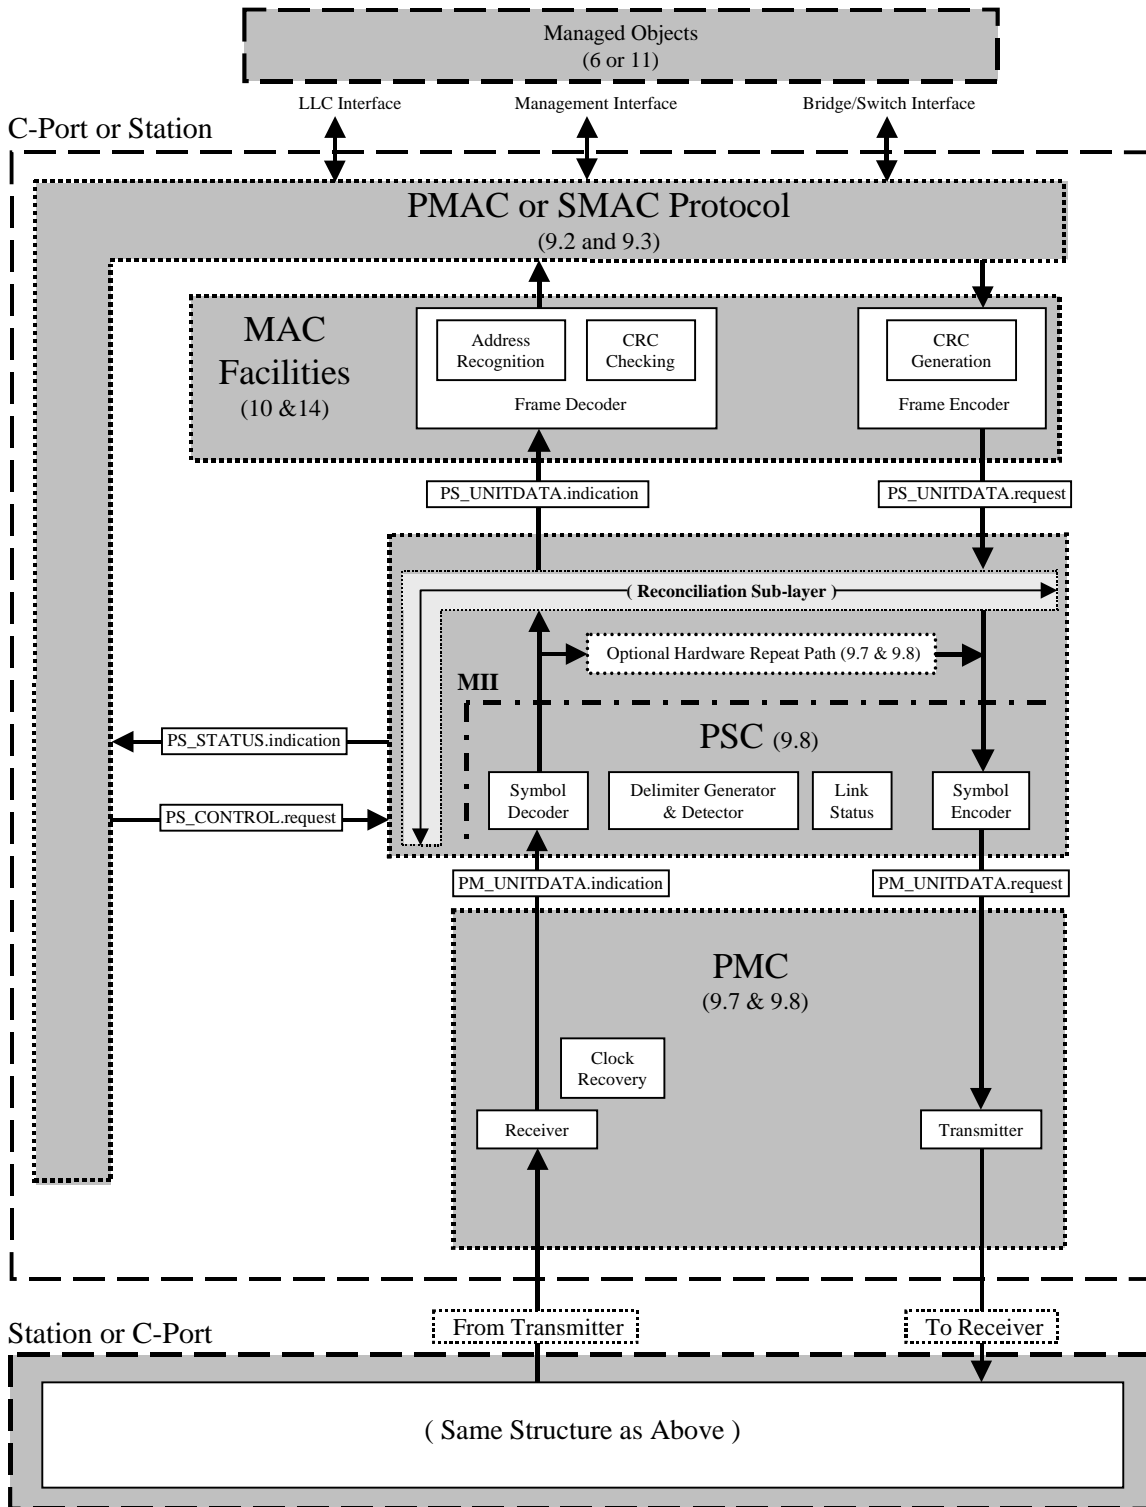 Managed Objects
(6 or 11)
LLC Interface
Management Interface
Bridge/Switch Interface
C-Port or Station
PMAC or SMAC Protocol
(9.2 and 9.3)
MAC
Facilities
(10 &14)
Address
Recognition
CRC
Checking
Frame Decoder
CRC
Generation
Frame Encoder
PS_UNITDATA.indication
PS_UNITDATA.request
( Reconciliation Sub-layer )
Optional Hardware Repeat Path (9.7 & 9.8)
MII
PS_STATUS.indication
PSC (9.8)
PS_CONTROL.request
Symbol
Decoder
Delimiter Generator
& Detector
Link
Status
Symbol
Encoder
PM_UNITDATA.indication
PM_UNITDATA.request
PMC
(9.7 & 9.8)
Clock
Recovery
Receiver
Transmitter
From Transmitter
To Receiver
Station or C-Port
( Same Structure as Above )